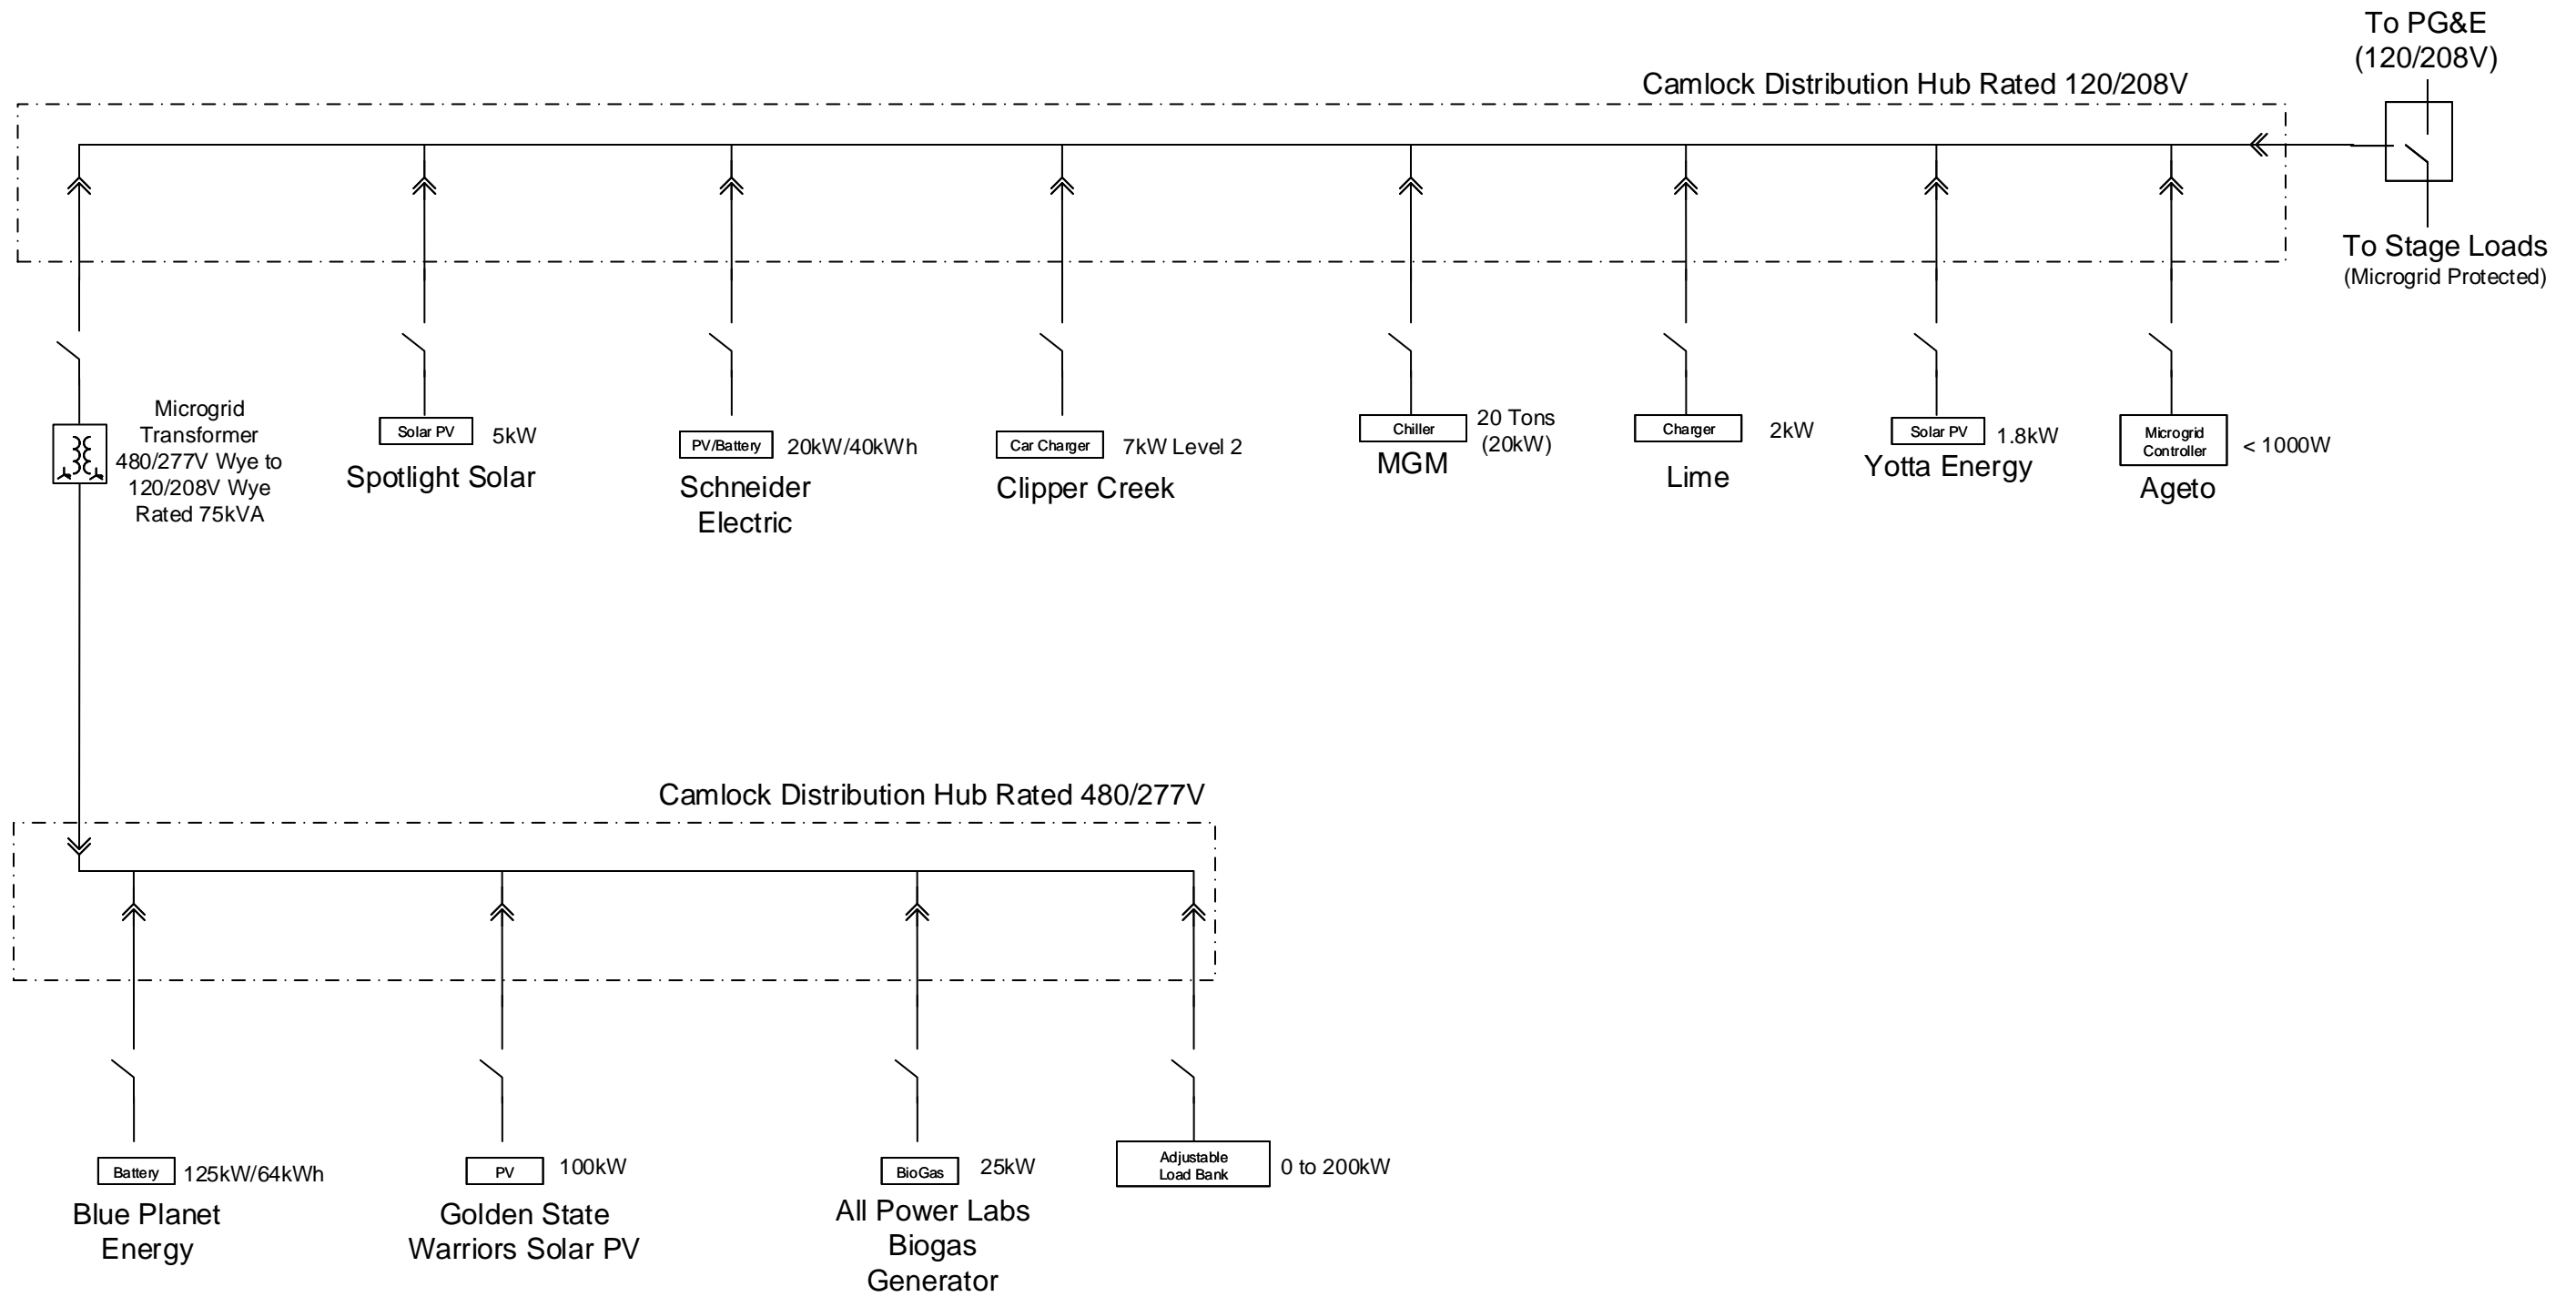 To PG&E
(120/208V)
Camlock Distribution Hub Rated 120/208V
To Stage Loads
(Microgrid Protected)
Microgrid
Transformer
480/277V Wye to
120/208V Wye
Rated 75kVA
Solar PV
5kW
Spotlight Solar
PV/Battery
20kW/40kWh
Schneider
Electric
Car Charger
7kW Level 2
Clipper Creek
Chiller
20 Tons
(20kW)
MGM
Charger
2kW
Lime
Solar PV
1.8kW
Yotta Energy
Microgrid
Controller
< 1000W
Ageto
Camlock Distribution Hub Rated 480/277V
Battery
125kW/64kWh
Blue Planet
Energy
PV
100kW
Golden State
Warriors Solar PV
BioGas
25kW
All Power Labs
Biogas
Generator
Adjustable
Load Bank
0 to 200kW